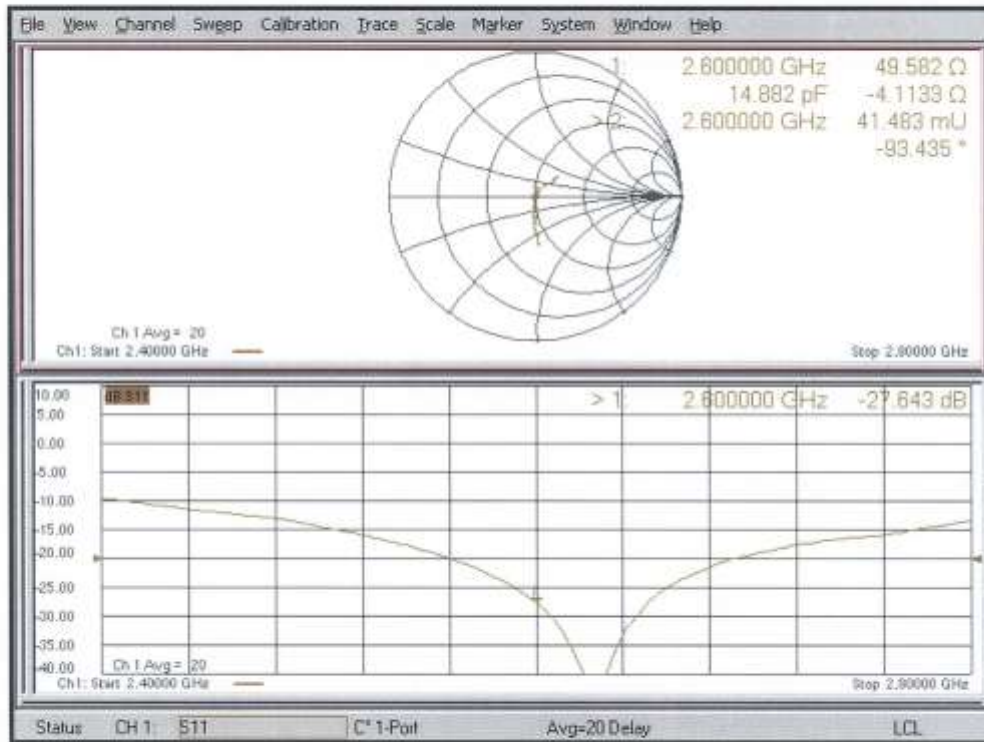 File View Channel Sweep Calibration Trace Scale Marker System Window Help
1: 2.600000 GHz 49.582 Ω
14.882 pF -4.1133 Ω
> 2: 2.600000 GHz 41.483 mU
-93.435 °
Ch 1 Avg = 20
Ch1: Start 2.40000 GHz
Stop 2.80000 GHz
10.00
dB S11
> 1: 2.600000 GHz -27.643 dB
5.00
0.00
-5.00
-10.00
-15.00
-20.00
-25.00
-30.00
-35.00
-40.00
Ch 1 Avg = 20
Ch1: Start 2.40000 GHz
Stop 2.80000 GHz
Status CH 1: S11 C* 1-Port Avg=20 Delay LCL